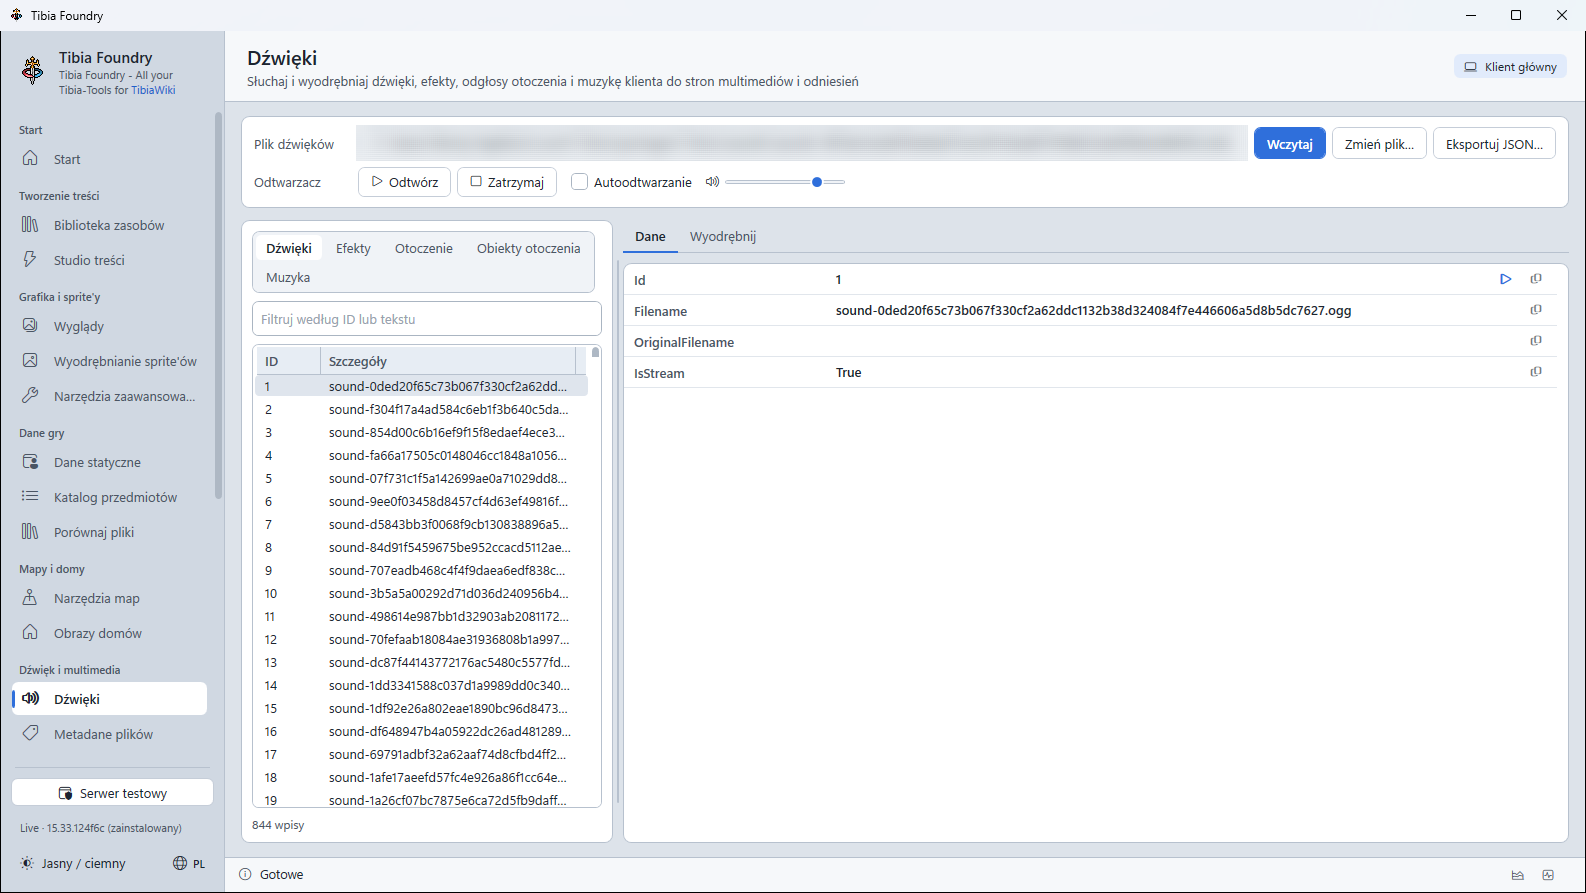 Tibia Foundry
Tibia Foundry
Tibia Foundry - All your
Tibia-Tools for TibiaWiki
Start
Start
Tworzenie treści
Biblioteka zasobów
Studio treści
Grafika i sprite'y
Wyglądy
Wyodrębnianie sprite'ów
Narzędzia zaawansowa...
Dane gry
Dane statyczne
Katalog przedmiotów
Porównaj pliki
Mapy i domy
Narzędzia map
Obrazy domów
Dźwięk i multimedia
Dźwięki
Metadane plików
Serwer testowy
Live · 15.33.124f6c (zainstalowany)
Jasny / ciemny PL
Dźwięki
Słuchaj i wyodrębniaj dźwięki, efekty, odgłosy otoczenia i muzykę klienta do stron multimediów i odniesień
Klient główny
Plik dźwięków Wczytaj Zmień plik... Eksportuj JSON...
Odtwarzacz Odtwórz Zatrzymaj Autoodtwarzanie
Dźwięki Efekty Otoczenie Obiekty otoczenia
Muzyka
Filtruj według ID lub tekstu
ID Szczegóły
1 sound-0ded20f65c73b067f330cf2a62dd...
2 sound-f304f17a4ad584c6eb1f3b640c5da...
3 sound-854d00c6b16ef9f15f8edaef4ece3...
4 sound-fa66a17505c0148046cc1848a1056...
5 sound-07f731c1f5a142699ae0a71029dd8...
6 sound-9ee0f03458d8457cf4d63ef49816f...
7 sound-d5843bb3f0068f9cb130838896a5...
8 sound-84d91f5459675be952ccacd5112ae...
9 sound-707eadb468c4f4f9daea6edf838c...
10 sound-3b5a5a00292d71d036d240956b4...
11 sound-498614e987bb1d32903ab2081172...
12 sound-70fefaab18084ae31936808b1a997...
13 sound-dc87f44143772176ac5480c5577fd...
14 sound-1dd3341588c037d1a9989dd0c340...
15 sound-1df92e26a802eae1890bc96d8473...
16 sound-df648947b4a05922dc26ad481289...
17 sound-69791adbf32a62aaf74d8cfbd4ff2...
18 sound-1afe17aeefd57fc4e926a86f1cc64e...
19 sound-1a26cf07bc7875e6ca72d5fb9daff...
844 wpisy
Dane Wyodrębnij
Id 1
Filename sound-0ded20f65c73b067f330cf2a62ddc1132b38d324084f7e446606a5d8b5dc7627.ogg
OriginalFilename
IsStream True
Gotowe